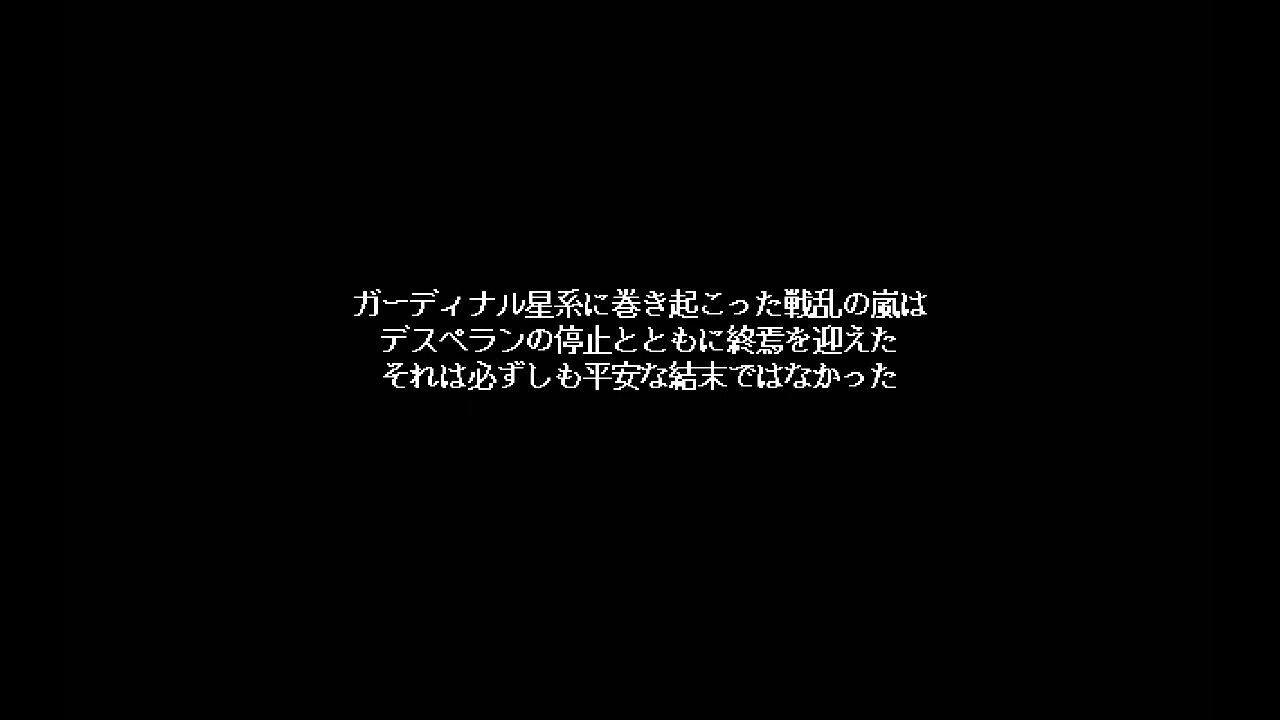 ガーディナル星系に巻き起こった戦乱の嵐は
デスペランの停止とともに終焉を迎えた
それは必ずしも平安な結末ではなかった